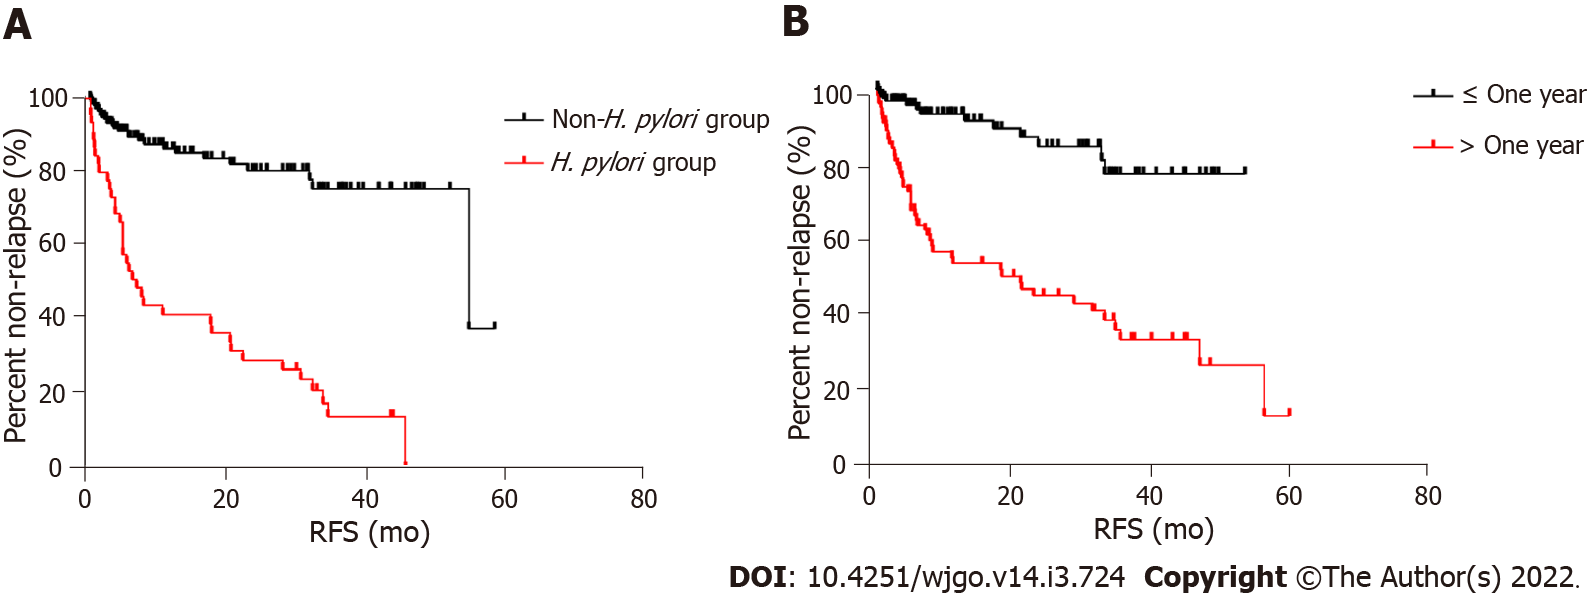 A
Percent non-relapse (%)
100
80
60
40
20
0
0 20 40 60 80
RFS (mo)
Non-H. pylori group
H. pylori group
B
Percent non-relapse (%)
100
80
60
40
20
0
0 20 40 60 80
RFS (mo)
≤ One year
> One year
DOI: 10.4251/wjgo.v14.i3.724 Copyright ©The Author(s) 2022.